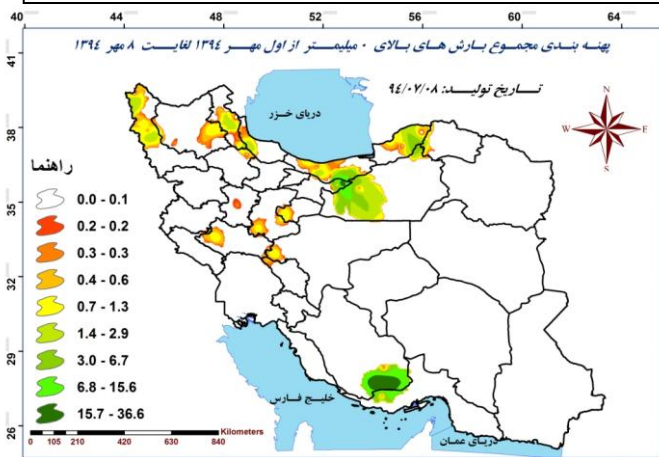 40 44 48 52 56 60 64
پهنه بندی مجموع بارش های بالای ۰ میلیمتر از اول مهر ۱۳۹۴ لغایت ۸ مهر ۱۳۹۴
تاریخ تولید: ۹۴/۰۷/۰۸
41
38
35
32
29
26
دریای خزر
N
W E
S
راهنما
0.0 - 0.1
0.2 - 0.2
0.3 - 0.3
0.4 - 0.6
0.7 - 1.3
1.4 - 2.9
3.0 - 6.7
6.8 - 15.6
15.7 - 36.6
خلیج فارس
دریای عمان
Kilometers
0 105 210 420 630 840